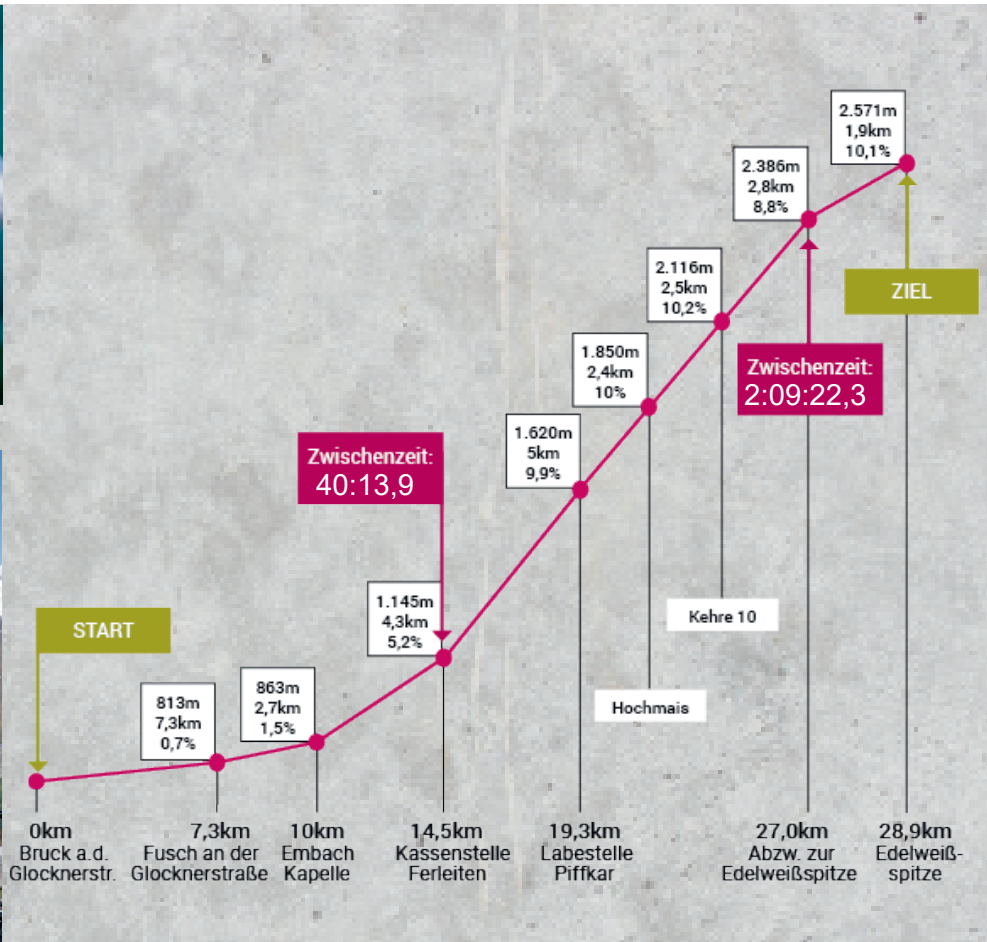 2.571m
1,9km
10,1%
2.386m
2,8km
8,8%
ZIEL
2.116m
2,5km
10,2%
Zwischenzeit:
2:09:22,3
1.850m
2,4km
10%
1.620m
5km
9,9%
Zwischenzeit:
40:13,9
1.145m
4,3km
5,2%
Kehre 10
START
863m
2,7km
1,5%
813m
7,3km
0,7%
Hochmais
0km
Bruck a.d.
Glocknerstr.
7,3km
Fusch an der
Glocknerstraße
10km
Embach
Kapelle
14,5km
Kassenstelle
Ferleiten
19,3km
Labestelle
Piffkar
27,0km
Abzw. zur
Edelweißspitze
28,9km
Edelweiß-
spitze